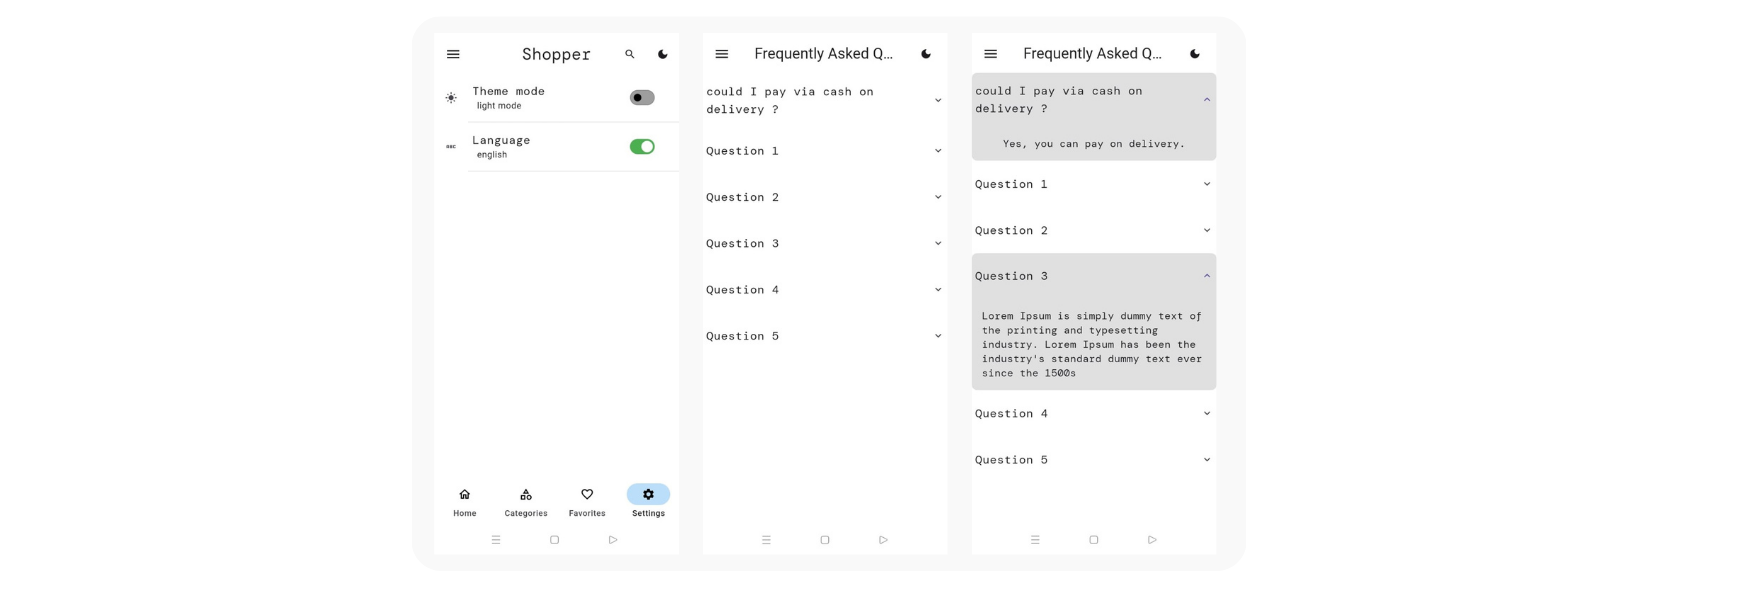 Shopper
Theme mode
light mode
Language
english
Home
Categories
Favorites
Settings
Frequently Asked Q...
could I pay via cash on
delivery ?
Question 1
Question 2
Question 3
Question 4
Question 5
Frequently Asked Q...
could I pay via cash on
delivery ?
Yes, you can pay on delivery.
Question 1
Question 2
Question 3
Lorem Ipsum is simply dummy text of
the printing and typesetting
industry. Lorem Ipsum has been the
industry's standard dummy text ever
since the 1500s
Question 4
Question 5